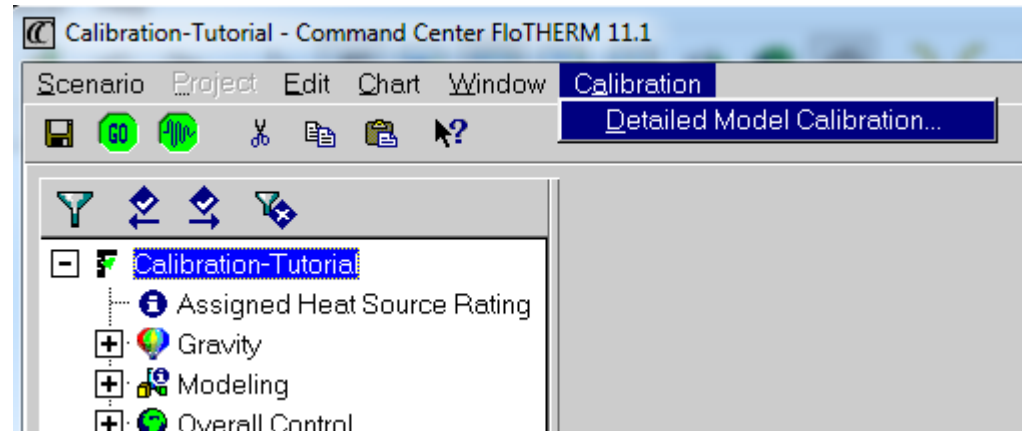 Calibration-Tutorial - Command Center FloTHERM 11.1
Scenario Project Edit Chart Window Calibration
Detailed Model Calibration...
GO
Calibration-Tutorial
Assigned Heat Source Rating
Gravity
Modeling
Overall Control